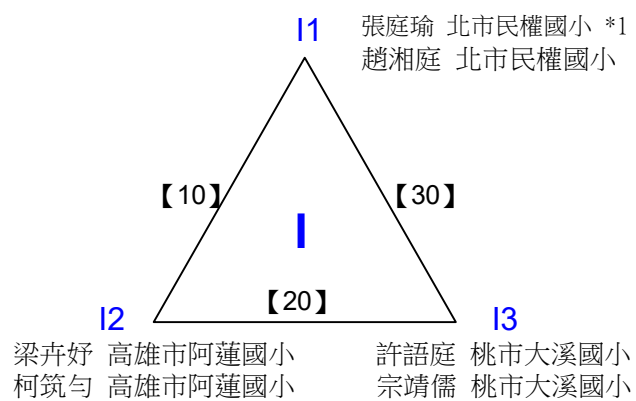 I1
張庭瑜 北市民權國小 *1
趙湘庭 北市民權國小
【10】
【30】
I
【20】
I2
I3
梁卉妤 高雄市阿蓮國小
許語庭 桃市大溪國小
柯筑勻 高雄市阿蓮國小
宗靖儒 桃市大溪國小